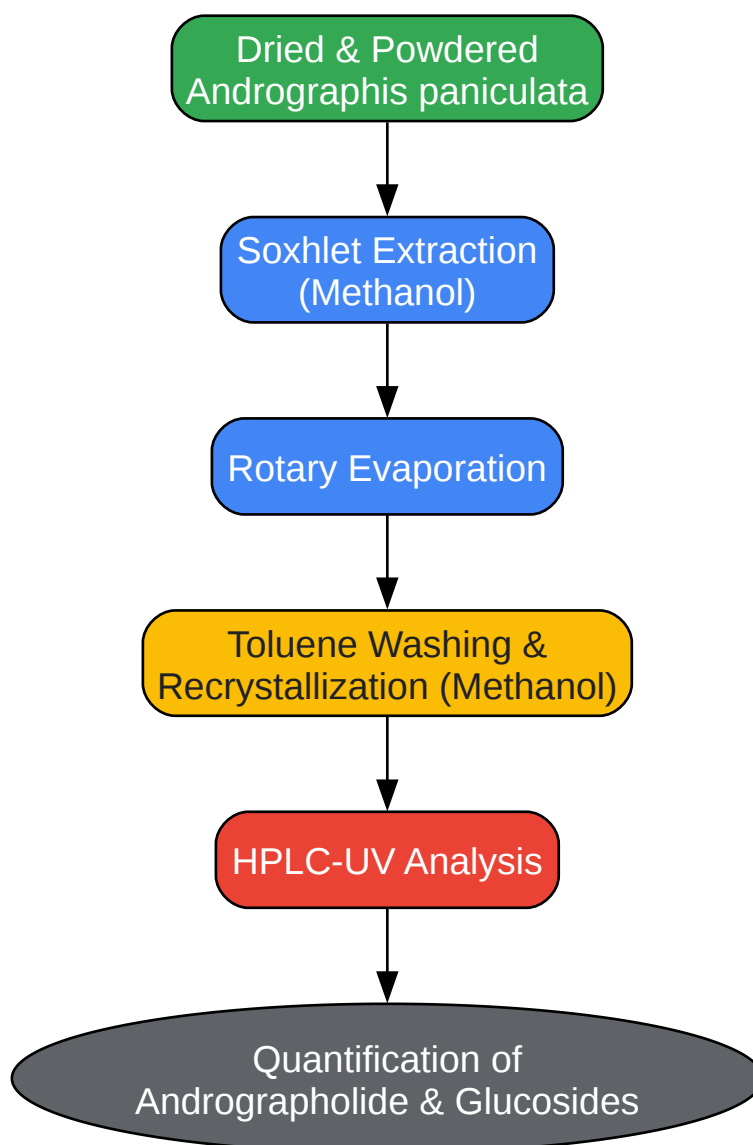 Dried & Powdered
Andrographis paniculata
Soxhlet Extraction
(Methanol)
Rotary Evaporation
Toluene Washing &
Recrystallization (Methanol)
HPLC-UV Analysis
Quantification of
Andrographolide & Glucosides